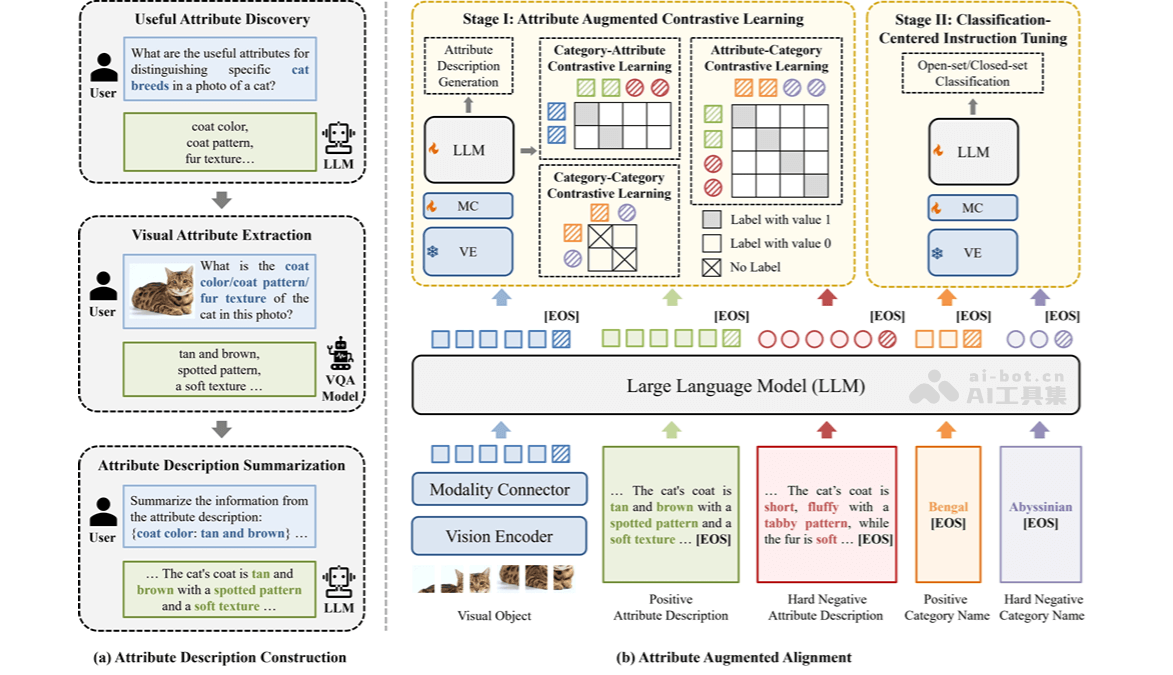 Useful Attribute Discovery
User
What are the useful attributes for
distinguishing specific cat
breeds in a photo of a cat?
coat color,
coat pattern,
fur texture…
LLM
Visual Attribute Extraction
User
What is the coat
color/coat pattern/
fur texture of the
cat in this photo?
tan and brown,
spotted pattern,
a soft texture …
VQA
Model
Attribute Description Summarization
User
Summarize the information from
the attribute description:
{coat color: tan and brown} …
… The cat's coat is tan and
brown with a spotted pattern
and a soft texture …
LLM
(a) Attribute Description Construction
Stage I: Attribute Augmented Contrastive Learning
Attribute
Description
Generation
LLM
MC
VE
Category-Attribute
Contrastive Learning
Category-Category
Contrastive Learning
Attribute-Category
Contrastive Learning
Label with value 1
Label with value 0
No Label
Stage II: Classification-
Centered Instruction Tuning
Open-set/Closed-set
Classification
LLM
MC
VE
[EOS]
[EOS]
[EOS]
[EOS]
[EOS]
Large Language Model (LLM)
ai-bot.cn
AI工具集
Modality Connector
Vision Encoder
Visual Object
… The cat's coat is
tan and brown with a
spotted pattern and a
soft texture … [EOS]
Positive
Attribute Description
… The cat's coat is
short, fluffy with a
tabby pattern, while
the fur is soft … [EOS]
Hard Negative
Attribute Description
Bengal
[EOS]
Positive
Category Name
Abyssinian
[EOS]
Hard Negative
Category Name
(b) Attribute Augmented Alignment